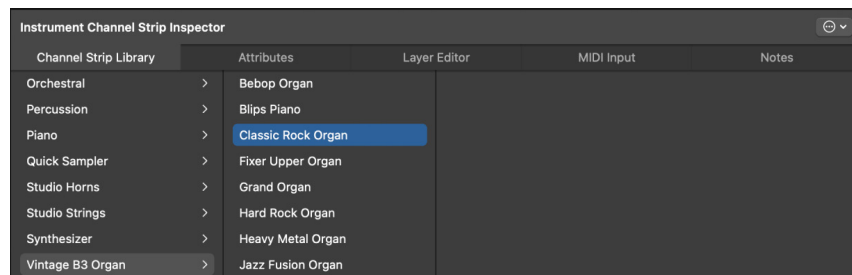 Instrument Channel Strip Inspector
Channel Strip Library
Attributes
Layer Editor
MIDI Input
Notes
Orchestral
Percussion
Piano
Quick Sampler
Studio Horns
Studio Strings
Synthesizer
Vintage B3 Organ
Bebop Organ
Blips Piano
Classic Rock Organ
Fixer Upper Organ
Grand Organ
Hard Rock Organ
Heavy Metal Organ
Jazz Fusion Organ